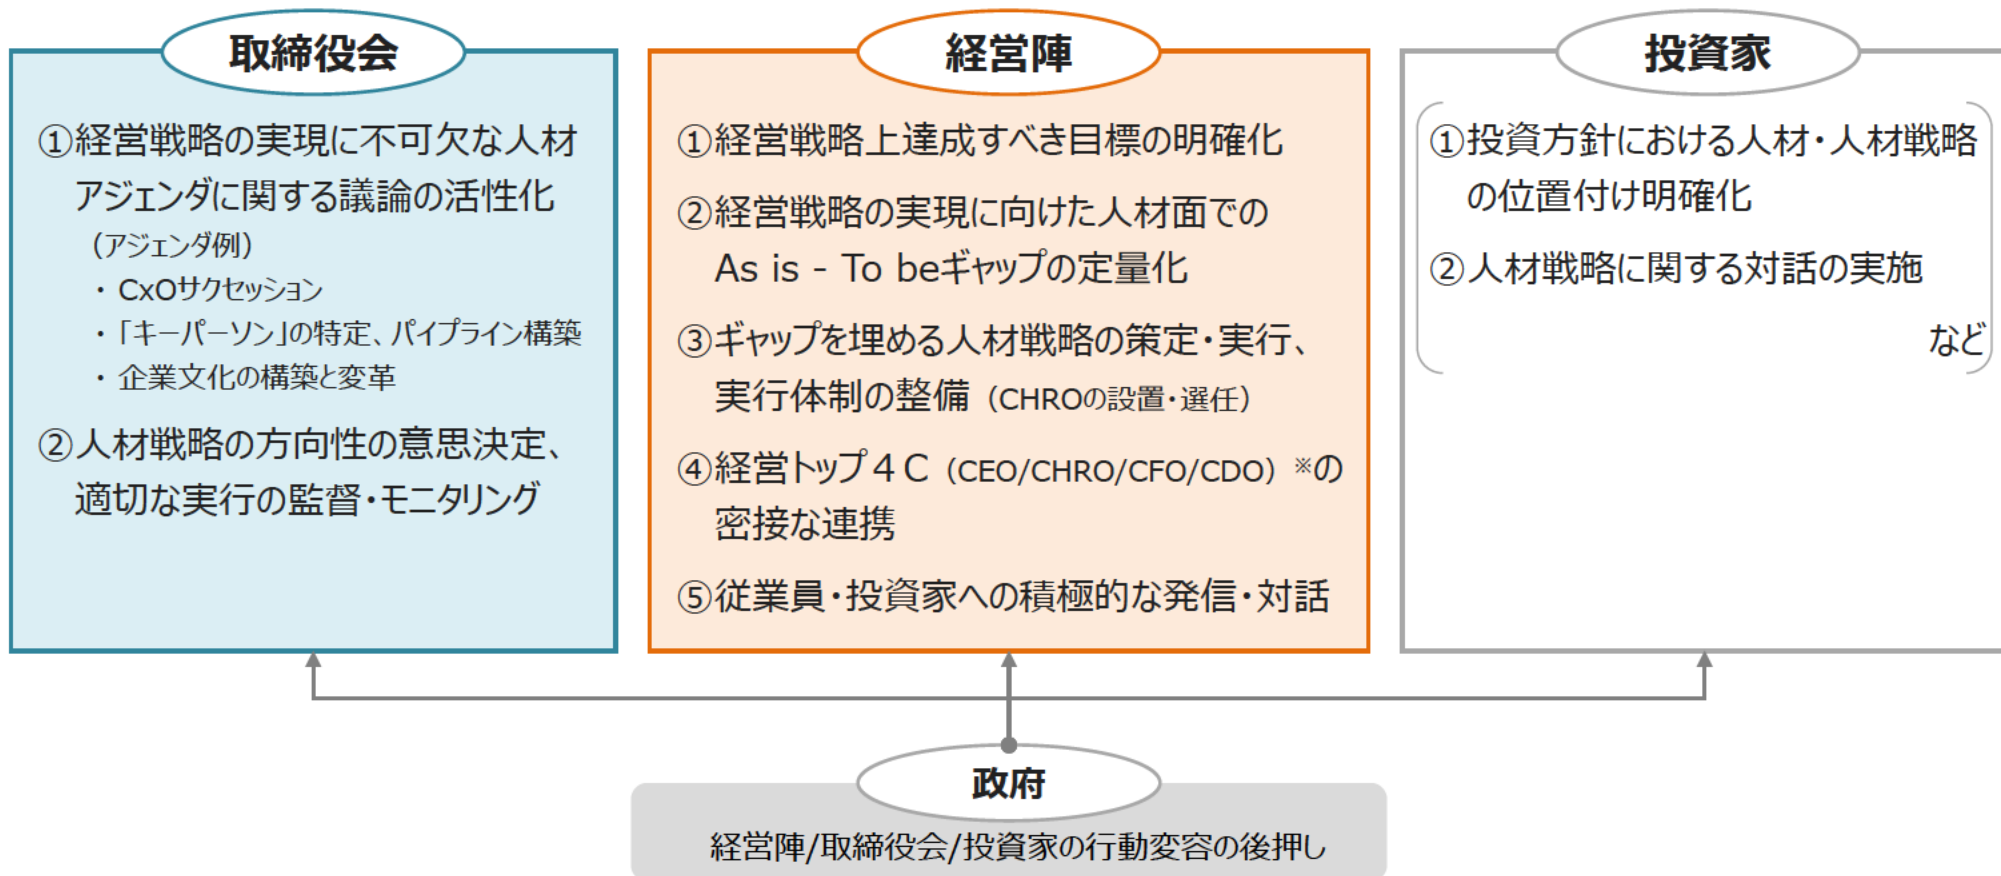 取締役会
①経営戦略の実現に不可欠な人材
アジェンダに関する議論の活性化
（アジェンダ例）
・ CxOサクセッション
・「キーパーソン」の特定、パイプライン構築
・ 企業文化の構築と変革
②人材戦略の方向性の意思決定、
適切な実行の監督・モニタリング
経営陣
①経営戦略上達成すべき目標の明確化
②経営戦略の実現に向けた人材面での
As is - To beギャップの定量化
③ギャップを埋める人材戦略の策定・実行、
実行体制の整備（CHROの設置・選任）
④経営トップ４C（CEO/CHRO/CFO/CDO）※の
密接な連携
⑤従業員・投資家への積極的な発信・対話
投資家
①投資方針における人材・人材戦略
の位置付け明確化
②人材戦略に関する対話の実施
など
政府
経営陣/取締役会/投資家の行動変容の後押し